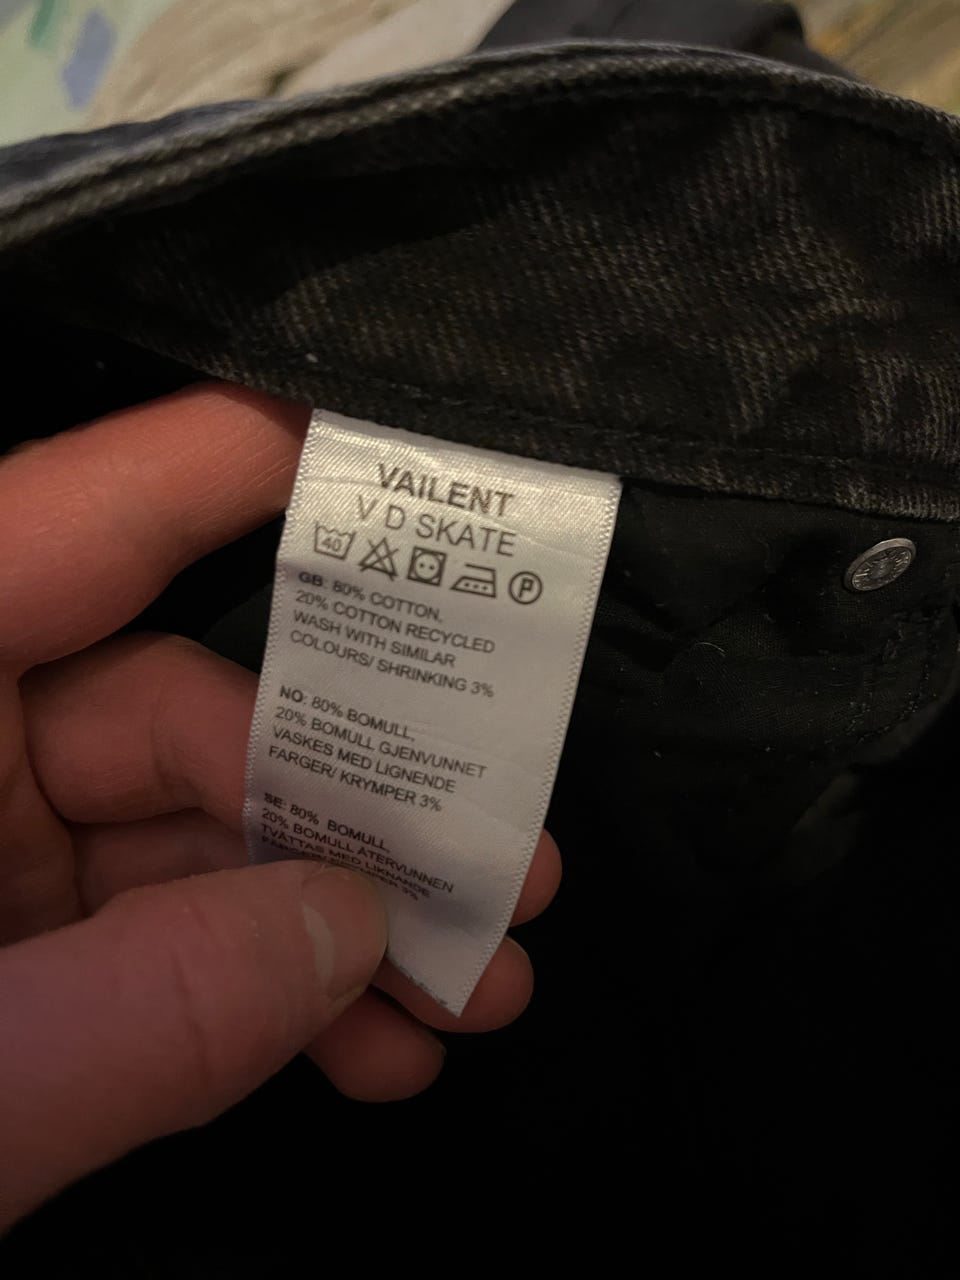 VAILENT
V D SKATE
40
P
GB: 80% COTTON,
20% COTTON RECYCLED
WASH WITH SIMILAR
COLOURS/ SHRINKING 3%
NO: 80% BOMULL,
20% BOMULL GJENVUNNET
VASKES MED LIGNENDE
FARGER/ KRYMPER 3%
SE: 80% BOMULL,
20% BOMULL ÅTERVUNNEN
TVÄTTAS MED LIKNANDE
3%